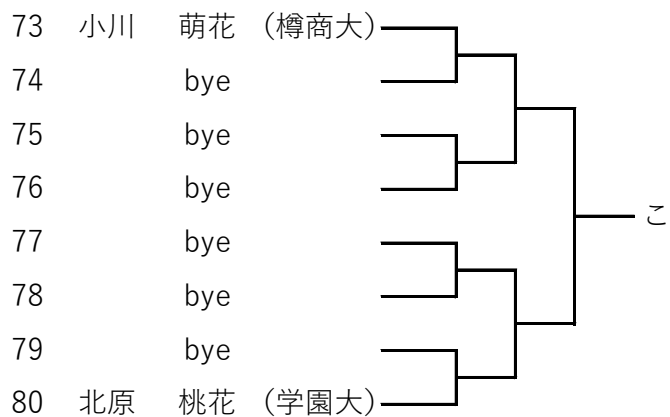 73 小川 萌花 (樽商大)
74 bye
75 bye
76 bye
こ
77 bye
78 bye
79 bye
80 北原 桃花 (学園大)